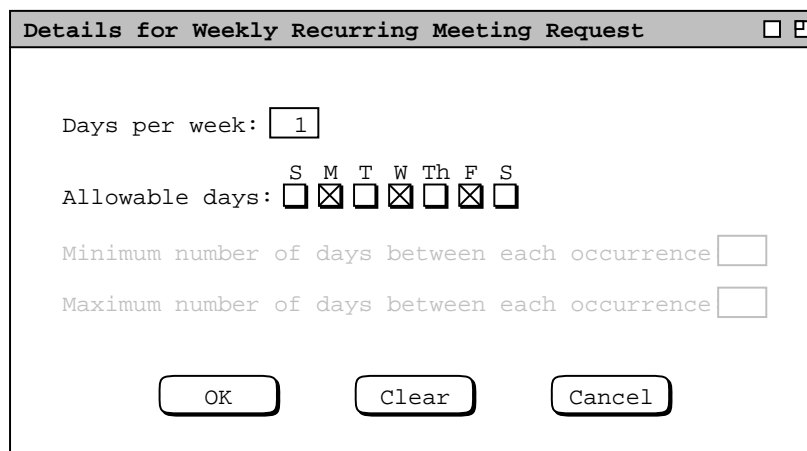 Details for Weekly Recurring Meeting Request
Days per week: 1
S M T W Th F S
Allowable days:
Minimum number of days between each occurrence
Maximum number of days between each occurrence
OK Clear Cancel